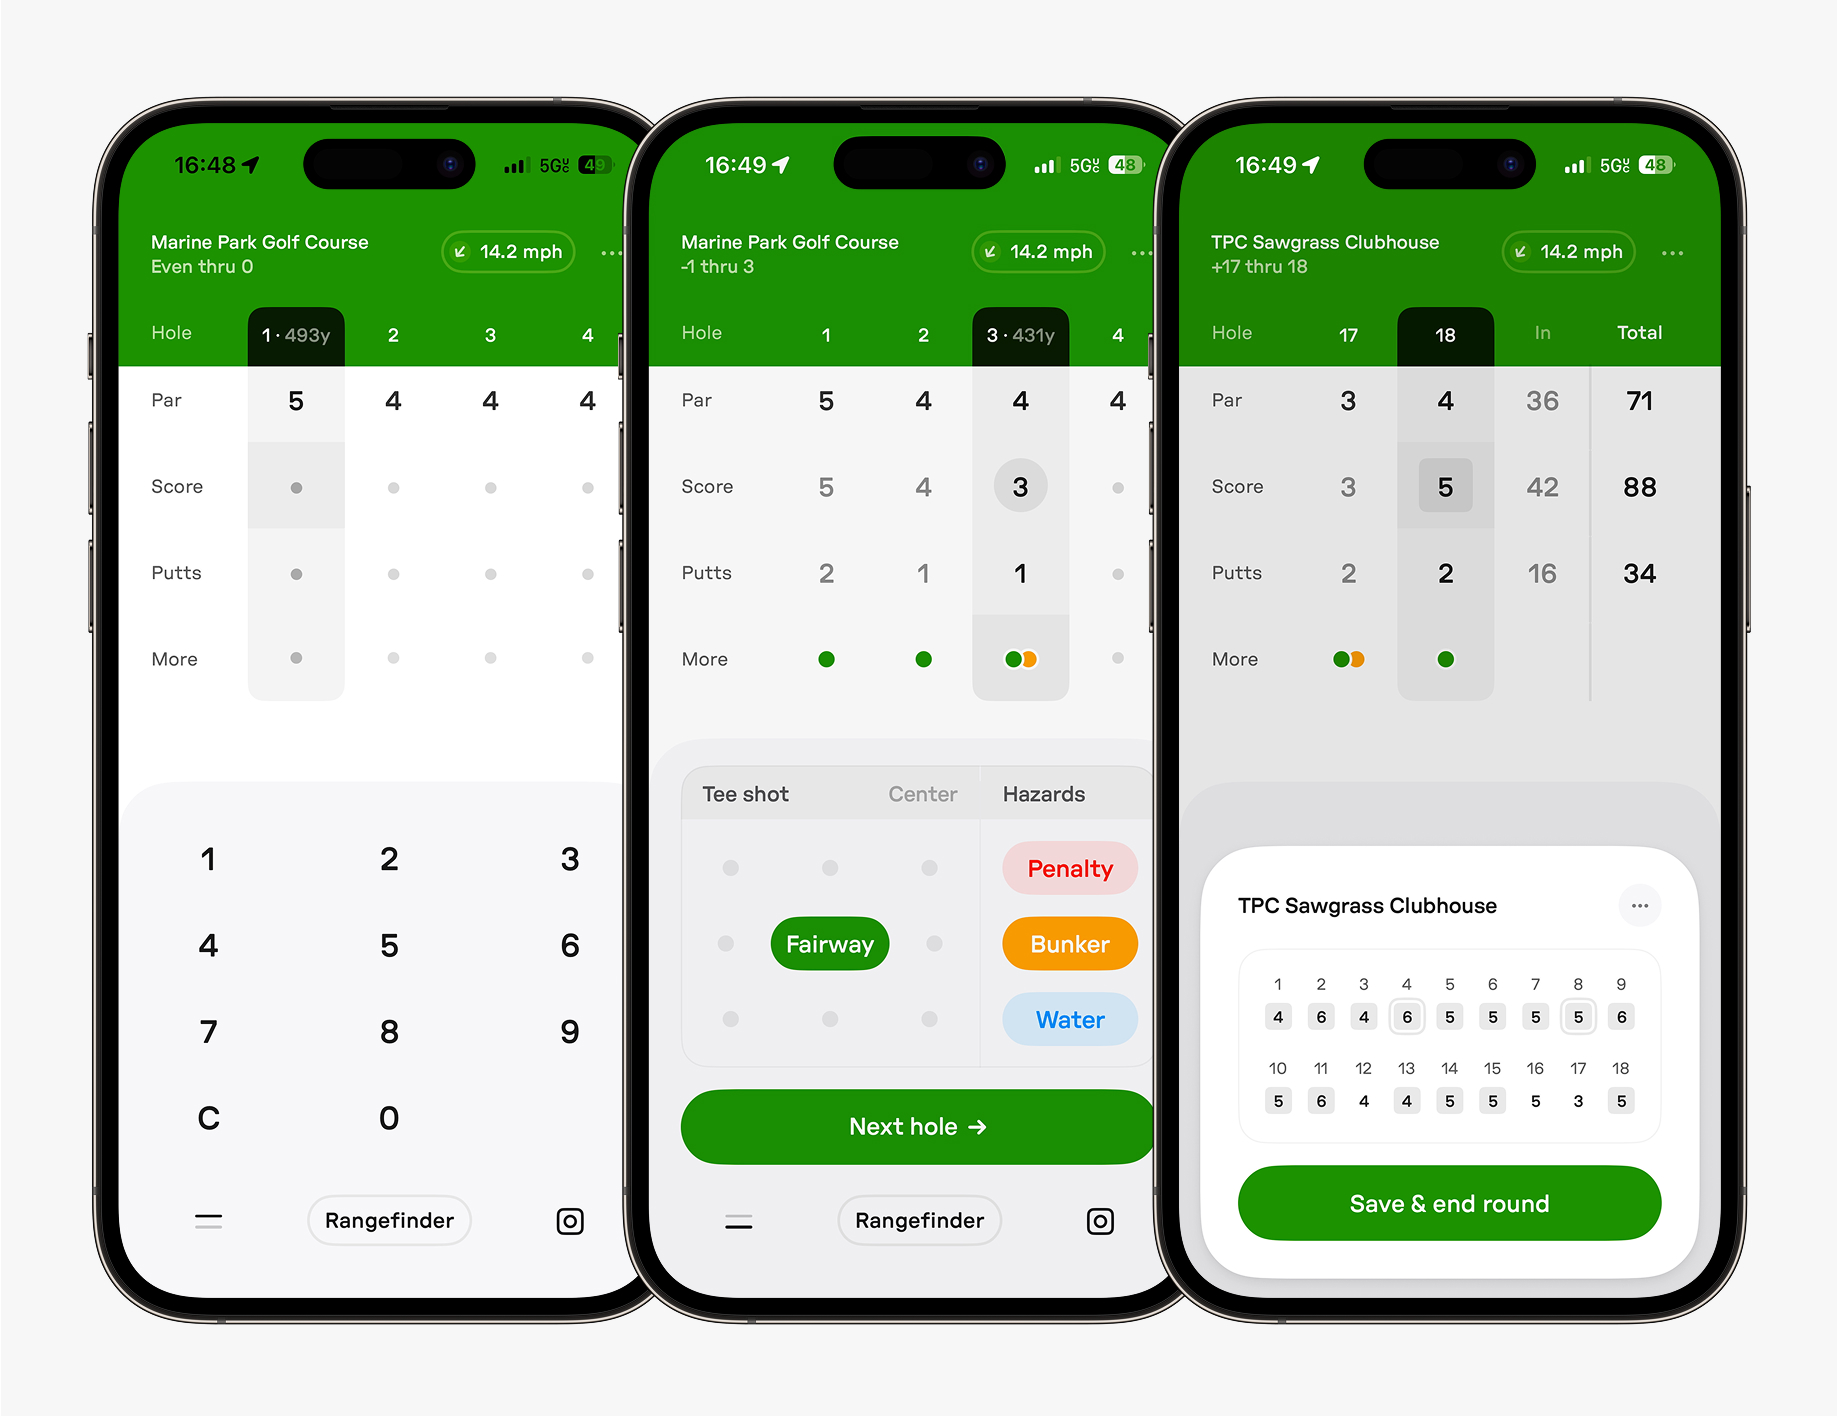 16:48 5G UC 49
Marine Park Golf Course
Even thru 0
14.2 mph
Hole 1 · 493y 2 3 4
Par 5 4 4 4
Score
Putts
More
1 2 3
4 5 6
7 8 9
C 0
Rangefinder
16:49 5G UC 48
Marine Park Golf Course
-1 thru 3
14.2 mph
Hole 1 2 3 · 431y 4
Par 5 4 4 4
Score 5 4 3
Putts 2 1 1
More
Tee shot Center Hazards
Penalty
Fairway Bunker
Water
Next hole →
Rangefinder
16:49 5G UC 48
TPC Sawgrass Clubhouse
+17 thru 18
14.2 mph
Hole 17 18 In Total
Par 3 4 36 71
Score 3 5 42 88
Putts 2 2 16 34
More
TPC Sawgrass Clubhouse
1 2 3 4 5 6 7 8 9
4 6 4 6 5 5 5 5 6
10 11 12 13 14 15 16 17 18
5 6 4 4 5 5 5 3 5
Save & end round